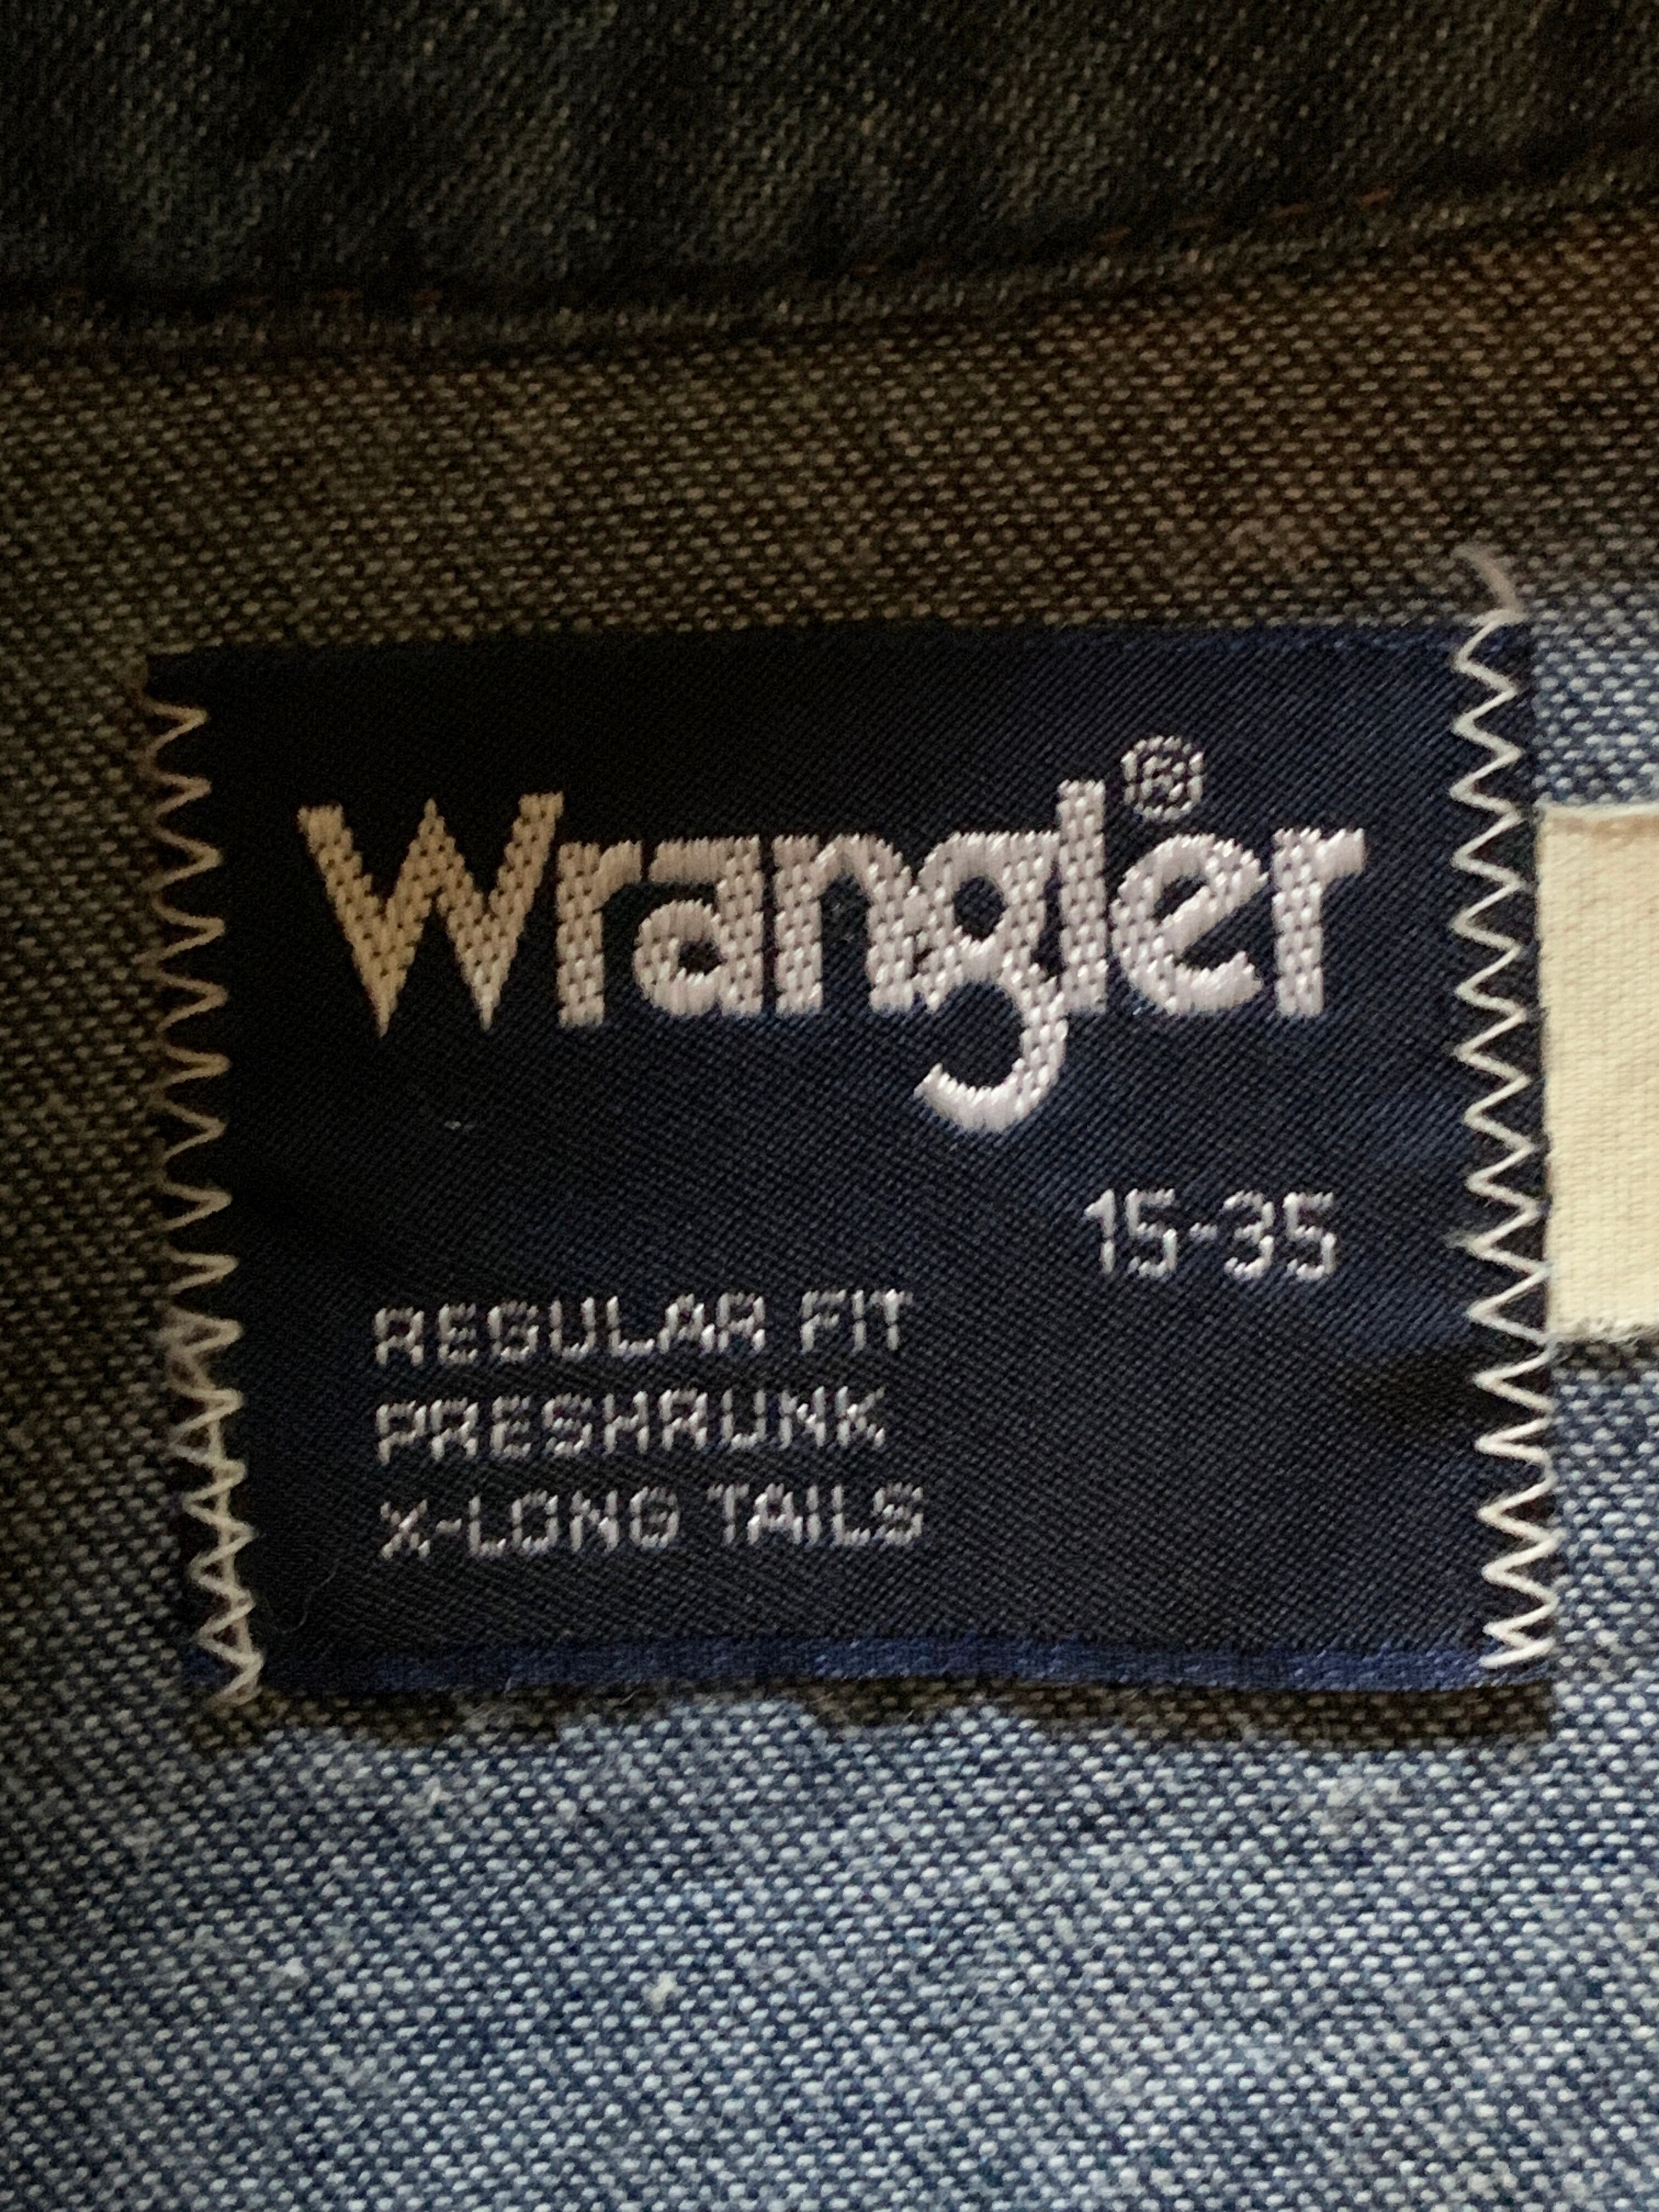 Wrangler®
15-35
REGULAR FIT
PRESHRUNK
X-LONG TAILS